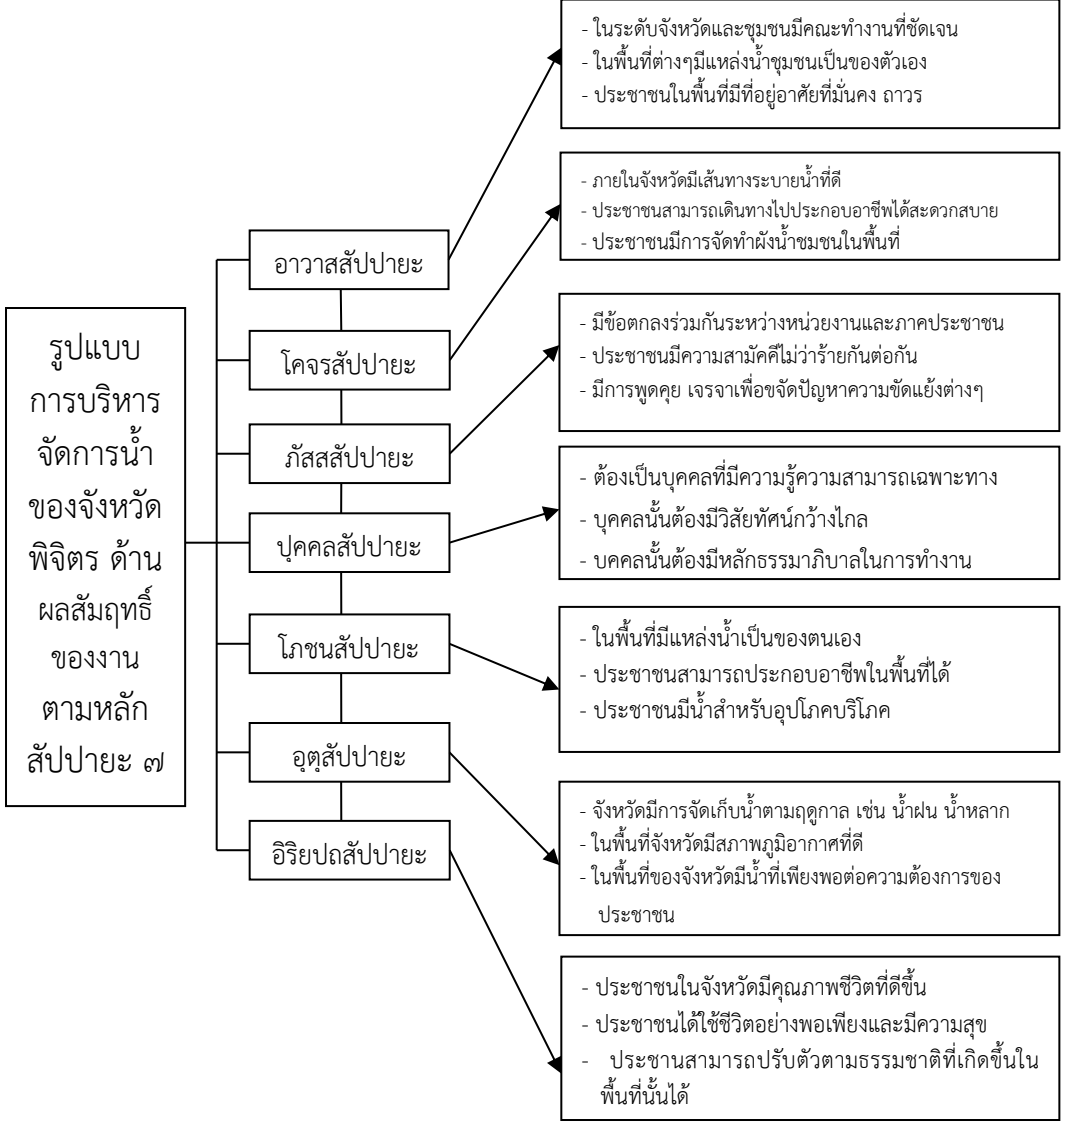 รูปแบบ
การบริหาร
จัดการน้ำ
ของจังหวัด
พิจิตร ด้าน
ผลสัมฤทธิ์
ของงาน
ตามหลัก
สัปปายะ ๗
อาวาสสัปปายะ
โคจรสัปปายะ
ภัสสสัปปายะ
ปุคคลสัปปายะ
โภชนสัปปายะ
อุตุสัปปายะ
อิริยปถสัปปายะ
- ในระดับจังหวัดและชุมชนมีคณะทำงานที่ชัดเจน
- ในพื้นที่ต่างๆมีแหล่งน้ำชุมชนเป็นของตัวเอง
- ประชาชนในพื้นที่มีที่อยู่อาศัยที่มั่นคง ถาวร
- ภายในจังหวัดมีเส้นทางระบายน้ำที่ดี
- ประชาชนสามารถเดินทางไปประกอบอาชีพได้สะดวกสบาย
- ประชาชนมีการจัดทำผังน้ำชุมชนในพื้นที่
- มีข้อตกลงร่วมกันระหว่างหน่วยงานและภาคประชาชน
- ประชาชนมีความสามัคคีไม่ว่าร้ายกันต่อกัน
- มีการพูดคุย เจรจาเพื่อขจัดปัญหาความขัดแย้งต่างๆ
- ต้องเป็นบุคคลที่มีความรู้ความสามารถเฉพาะทาง
- บุคคลนั้นต้องมีวิสัยทัศน์กว้างไกล
- บคคลนั้นต้องมีหลักธรรมาภิบาลในการทำงาน
- ในพื้นที่มีแหล่งน้ำเป็นของตนเอง
- ประชาชนสามารถประกอบอาชีพในพื้นที่ได้
- ประชาชนมีน้ำสำหรับอุปโภคบริโภค
- จังหวัดมีการจัดเก็บน้ำตามฤดูกาล เช่น น้ำฝน น้ำหลาก
- ในพื้นที่จังหวัดมีสภาพภูมิอากาศที่ดี
- ในพื้นที่ของจังหวัดมีน้ำที่เพียงพอต่อความต้องการของ
ประชาชน
- ประชาชนในจังหวัดมีคุณภาพชีวิตที่ดีขึ้น
- ประชาชนได้ใช้ชีวิตอย่างพอเพียงและมีความสุข
- ประชานสามารถปรับตัวตามธรรมชาติที่เกิดขึ้นใน
พื้นที่นั้นได้